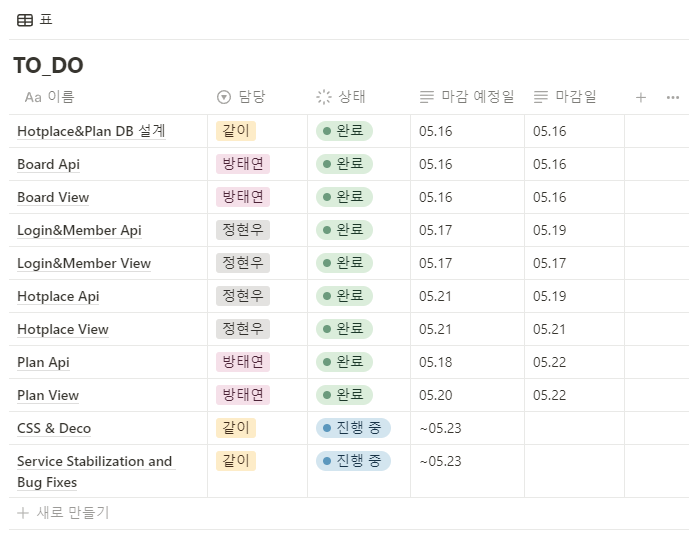 표
TO_DO
Aa 이름 담당 상태 마감 예정일 마감일
Hotplace&Plan DB 설계 같이 완료 05.16 05.16
Board Api 방태연 완료 05.16 05.16
Board View 방태연 완료 05.16 05.16
Login&Member Api 정현우 완료 05.17 05.19
Login&Member View 정현우 완료 05.17 05.17
Hotplace Api 정현우 완료 05.21 05.19
Hotplace View 정현우 완료 05.21 05.21
Plan Api 방태연 완료 05.18 05.22
Plan View 방태연 완료 05.20 05.22
CSS & Deco 같이 진행 중 ~05.23
Service Stabilization and 같이 진행 중 ~05.23
Bug Fixes
새로 만들기